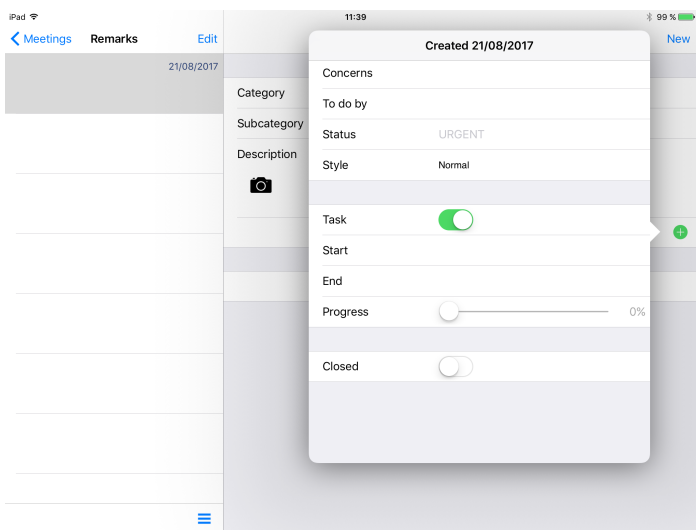 iPad 11:39 99 %
Meetings Remarks Edit New
21/08/2017
Category
Subcategory
Description
Created 21/08/2017
Concerns
To do by
Status URGENT
Style Normal
Task
Start
End
Progress 0%
Closed